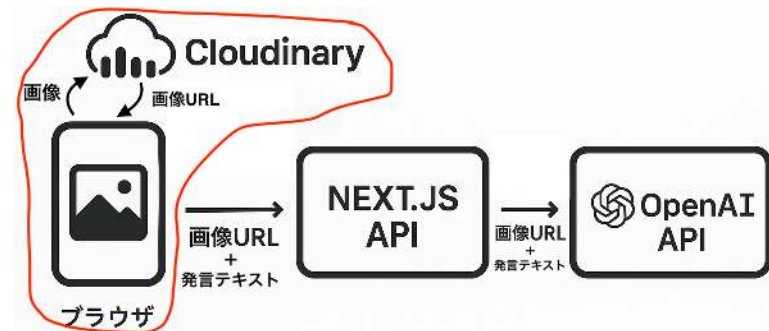 Cloudinary
画像
画像URL
ブラウザ
画像URL
+
発言テキスト
NEXT.JS
API
画像URL
+
発言テキスト
OpenAI
API